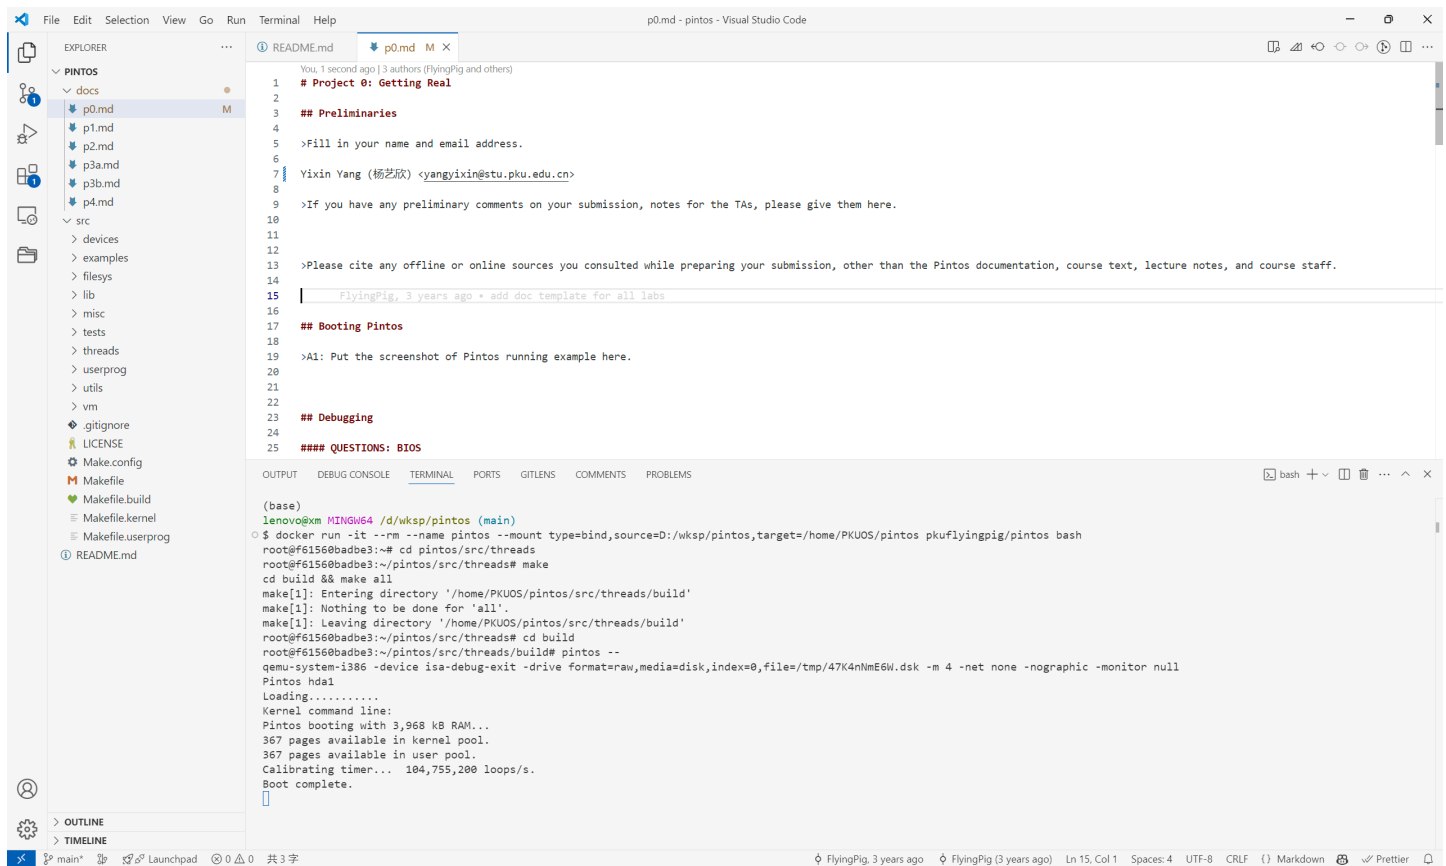 File Edit Selection View Go Run Terminal Help
p0.md - pintos - Visual Studio Code
EXPLORER
PINTOS
docs
p0.md M
p1.md
p2.md
p3a.md
p3b.md
p4.md
src
devices
examples
filesys
lib
misc
tests
threads
userprog
utils
vm
.gitignore
LICENSE
Make.config
Makefile
Makefile.build
Makefile.kernel
Makefile.userprog
README.md
OUTLINE
TIMELINE
1
1
README.md
p0.md M
You, 1 second ago | 3 authors (FlyingPig and others)
1 # Project 0: Getting Real
2
3 ## Preliminaries
4
5 >Fill in your name and email address.
6
7 Yixin Yang (杨艺欣) <yangyixin@stu.pku.edu.cn>
8
9 >If you have any preliminary comments on your submission, notes for the TAs, please give them here.
10
11
12
13 >Please cite any offline or online sources you consulted while preparing your submission, other than the Pintos documentation, course text, lecture notes, and course staff.
14
15 FlyingPig, 3 years ago • add doc template for all labs
16
17 ## Booting Pintos
18
19 >A1: Put the screenshot of Pintos running example here.
20
21
22
23 ## Debugging
24
25 #### QUESTIONS: BIOS
OUTPUT DEBUG CONSOLE TERMINAL PORTS GITLENS COMMENTS PROBLEMS
bash
(base)
lenovo@xm MINGW64 /d/wksp/pintos (main)
$ docker run -it --rm --name pintos --mount type=bind,source=D:/wksp/pintos,target=/home/PKUOS/pintos pkuflyingpig/pintos bash
root@f61560badbe3:~# cd pintos/src/threads
root@f61560badbe3:~/pintos/src/threads# make
cd build && make all
make[1]: Entering directory '/home/PKUOS/pintos/src/threads/build'
make[1]: Nothing to be done for 'all'.
make[1]: Leaving directory '/home/PKUOS/pintos/src/threads/build'
root@f61560badbe3:~/pintos/src/threads# cd build
root@f61560badbe3:~/pintos/src/threads/build# pintos --
qemu-system-i386 -device isa-debug-exit -drive format=raw,media=disk,index=0,file=/tmp/47K4nNmE6W.dsk -m 4 -net none -nographic -monitor null
Pintos hda1
Loading...........
Kernel command line:
Pintos booting with 3,968 kB RAM...
367 pages available in kernel pool.
367 pages available in user pool.
Calibrating timer...  104,755,200 loops/s.
Boot complete.
main* Launchpad 0 0 共3字
FlyingPig, 3 years ago FlyingPig (3 years ago) Ln 15, Col 1 Spaces: 4 UTF-8 CRLF {} Markdown Prettier